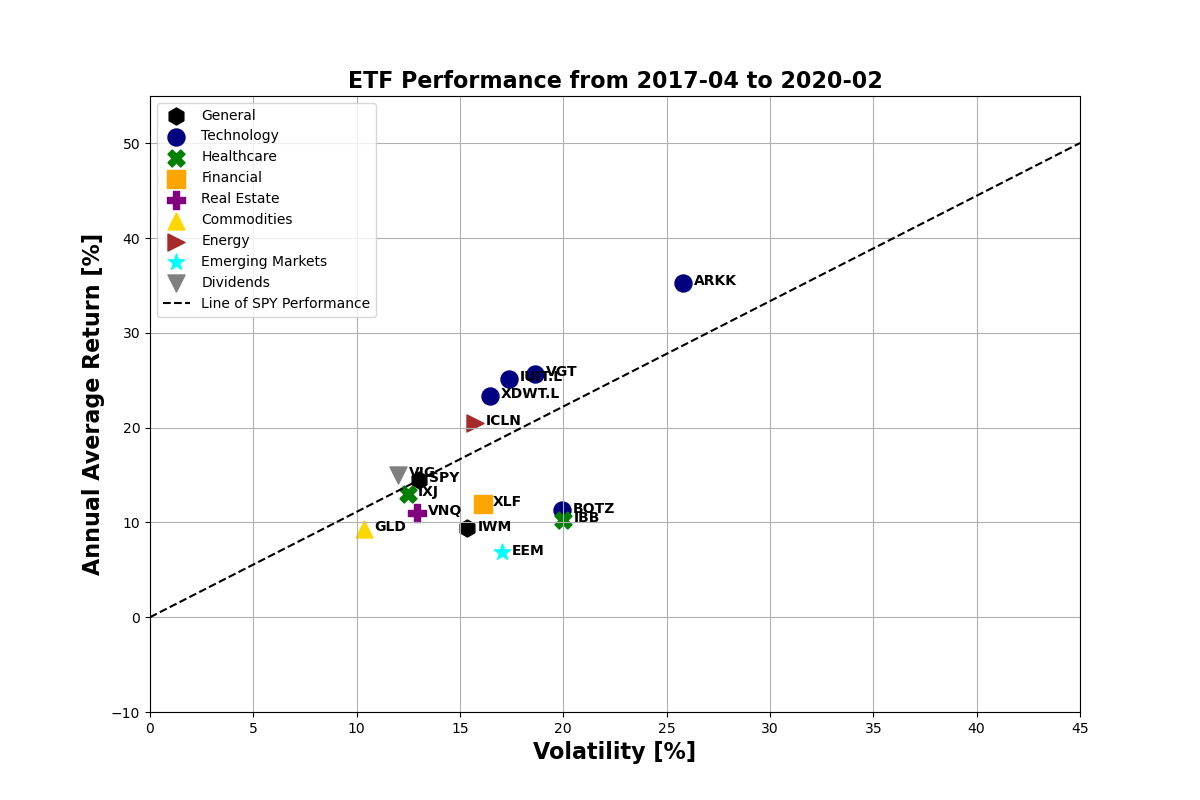 ETF Performance from 2017-04 to 2020-02
General
Technology
Healthcare
Financial
Real Estate
Commodities
Energy
Emerging Markets
Dividends
Line of SPY Performance
Annual Average Return [%]
50
40
30
20
10
0
−10
ARKK
VGT
XDWT.L
ICLN
VIG
SPY
IXJ
XLF
VNQ
BOTZ
IBB
GLD
IWM
EEM
0 5 10 15 20 25 30 35 40 45
Volatility [%]